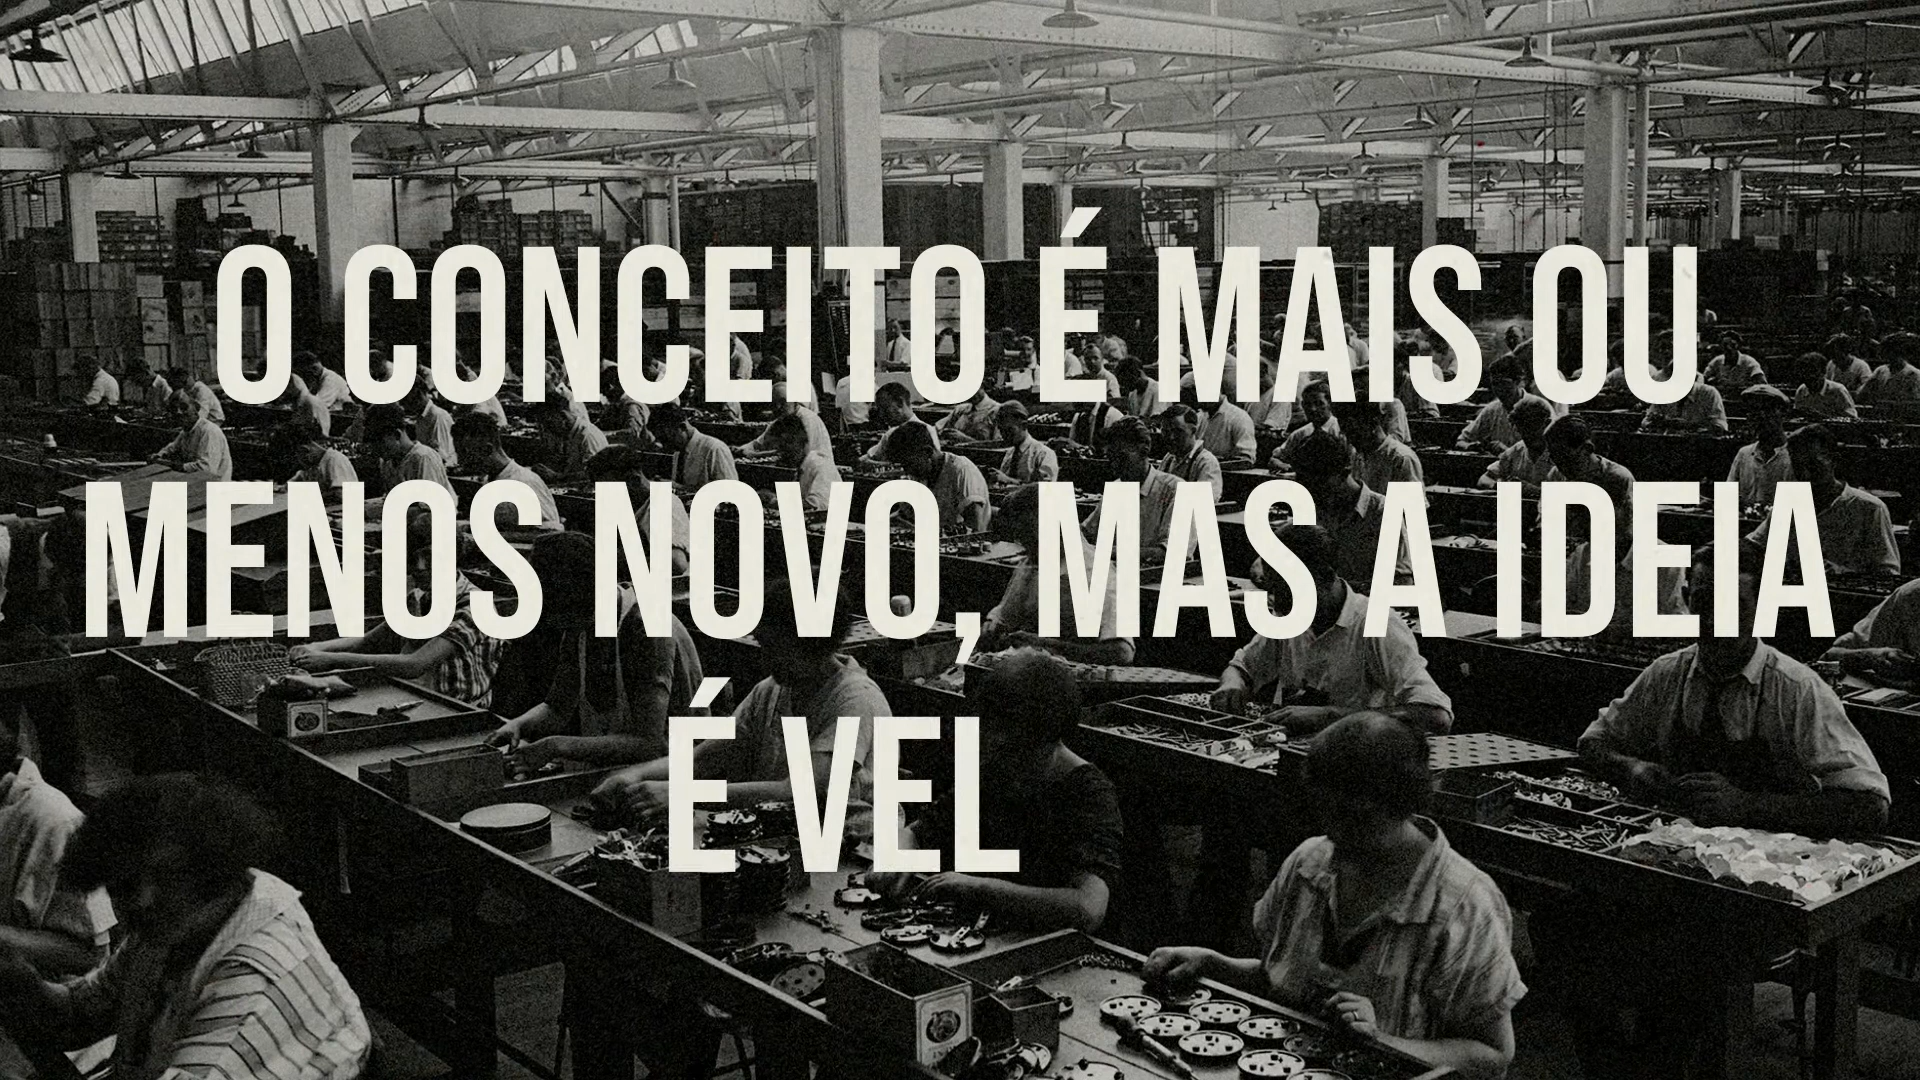 O CONCEITO É MAIS OU
MENOS NOVO, MAS A IDEIA
É VEL